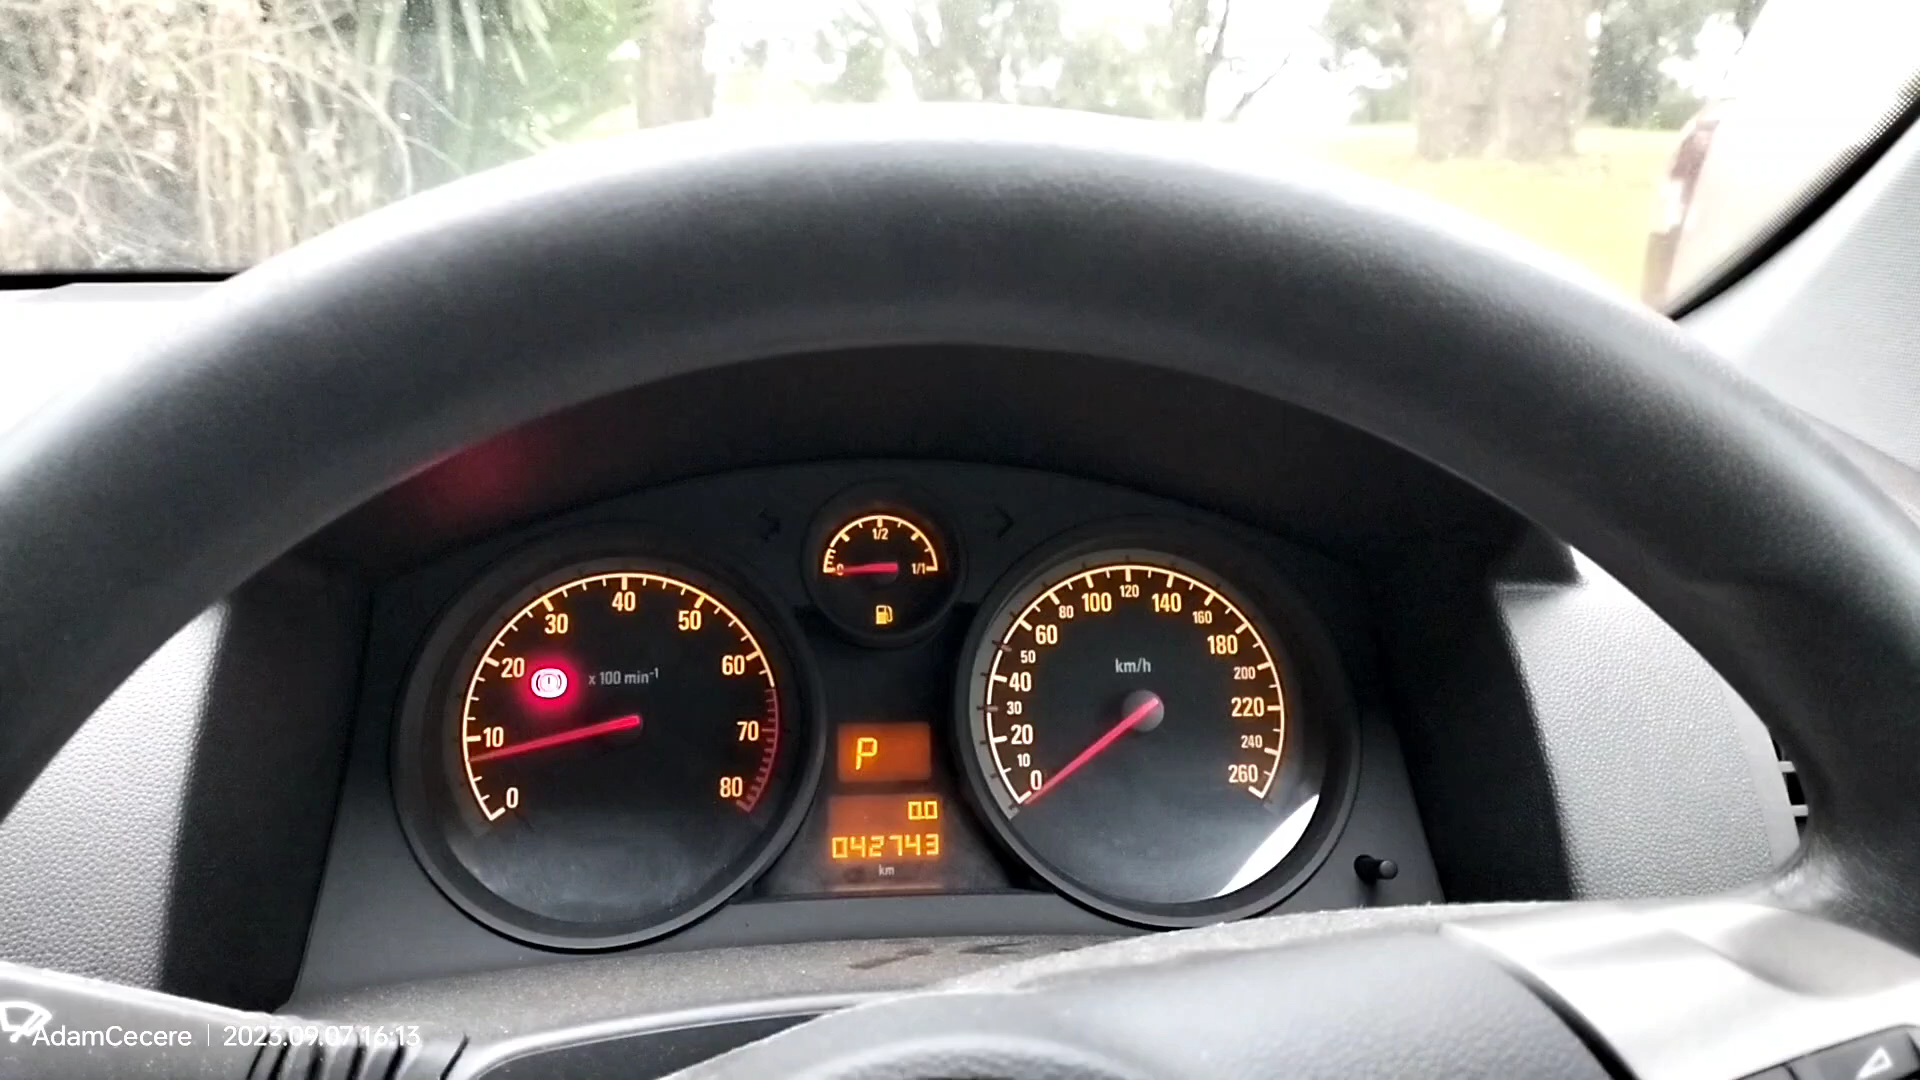 1/2
0 1/1
0 10 20 30 40 50 60 70 80
x 100 min⁻¹
0 10 20 30 40 50 60 80 100 120 140 160 180 200 220 240 260
km/h
P
0.0
042743
km
AdamCecere | 2023.09.07 16:13